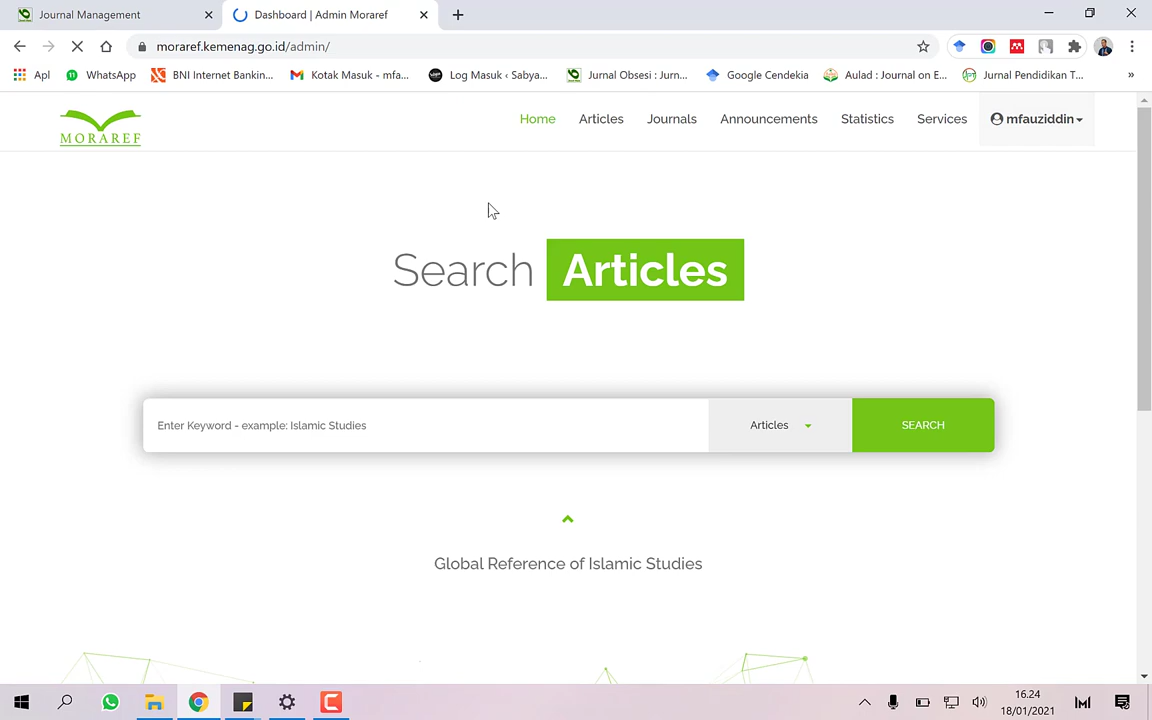 Journal Management
Dashboard | Admin Moraref
moraref.kemenag.go.id/admin/
Apl
WhatsApp
BNI Internet Bankin...
Kotak Masuk - mfa...
Log Masuk ‹ Sabya...
Jurnal Obsesi : Jurn...
Google Cendekia
Aulad : Journal on E...
Jurnal Pendidikan T...
»
MORAREF
Home
Articles
Journals
Announcements
Statistics
Services
mfauziddin
Search Articles
Enter Keyword - example: Islamic Studies
Articles
SEARCH
Global Reference of Islamic Studies
16.24
18/01/2021